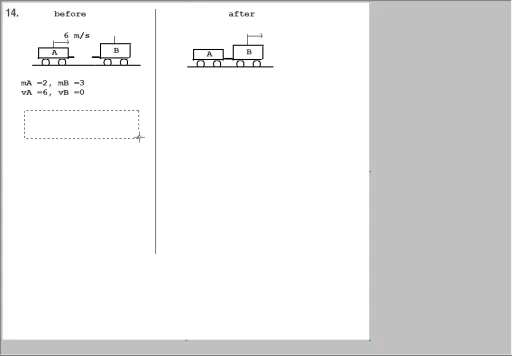 14.
before
after
6 m/s
A
B
A
B
mA =2, mB =3
vA =6, vB =0